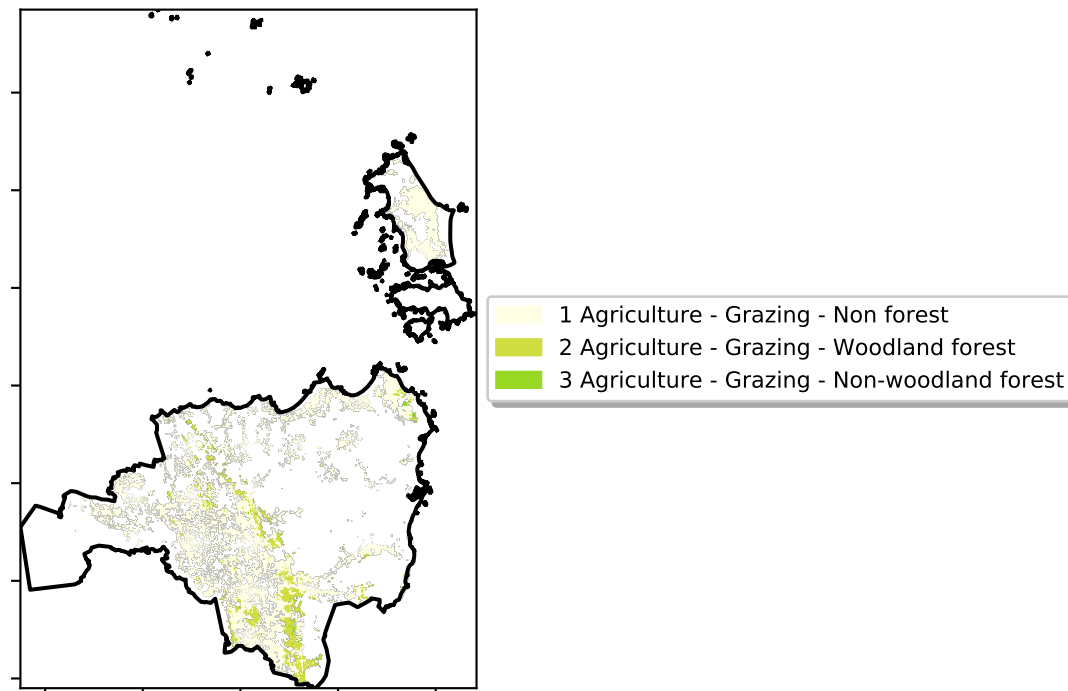 1 Agriculture - Grazing - Non forest
2 Agriculture - Grazing - Woodland forest
3 Agriculture - Grazing - Non-woodland forest